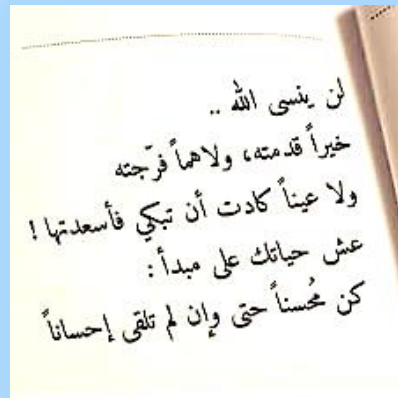 لن ينسى الله ..
خيراً قدمته، ولاهماً فرّجته
ولا عيناً كادت أن تبكي فأسعدتها !
عش حياتك على مبدأ :
كن مُحسناً حتى وإن لم تلقى إحساناً